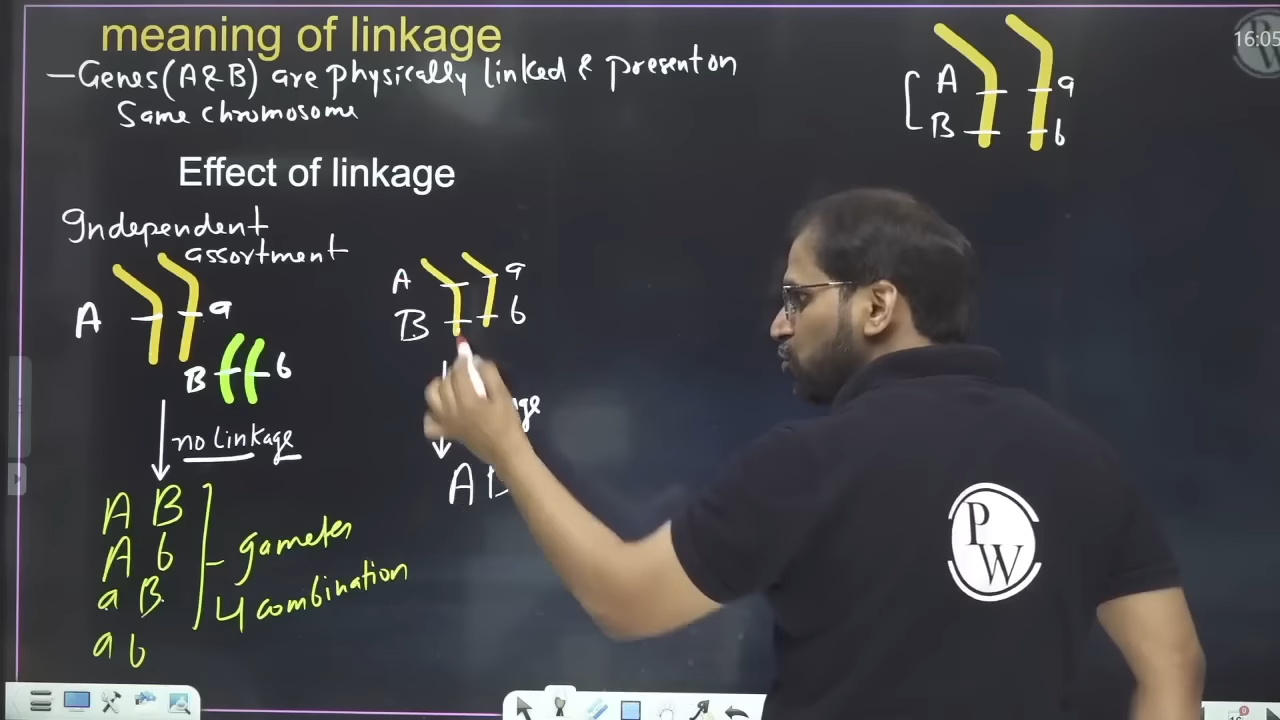 meaning of linkage
16:05
—Genes (A & B) are physically linked & present on
Same chromosome
A a
B b
Effect of linkage
Independent
assortment
A a
B b
A a
B b
no linkage
A B
A b
a B
a b
gametes
4 combination
A
P
W